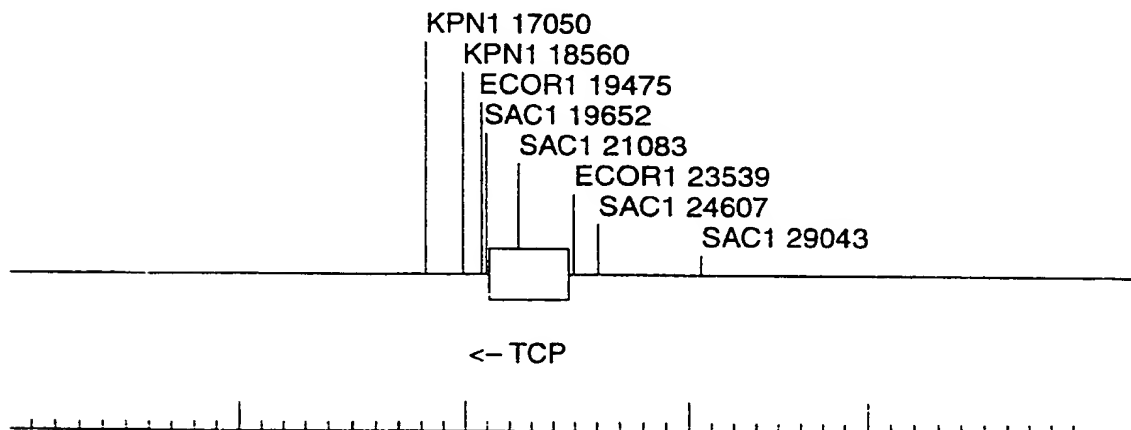 KPN1 17050
KPN1 18560
ECOR1 19475
SAC1 19652
SAC1 21083
ECOR1 23539
SAC1 24607
SAC1 29043
<– TCP